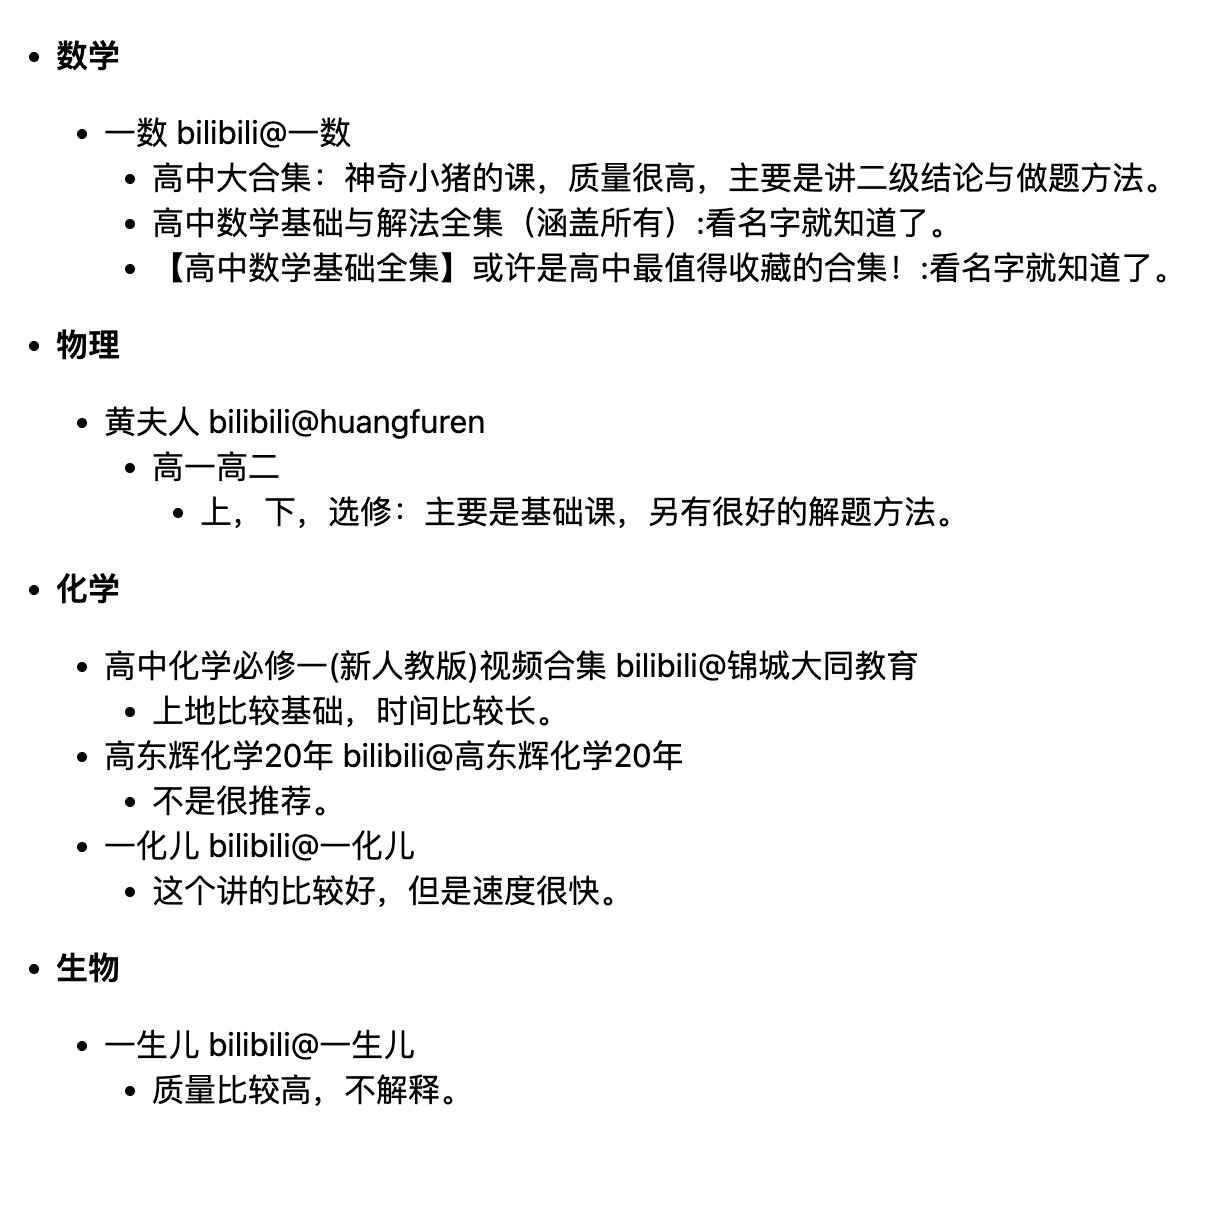 数学
一数 bilibili@一数
高中大合集：神奇小猪的课，质量很高，主要是讲二级结论与做题方法。
高中数学基础与解法全集（涵盖所有）:看名字就知道了。
【高中数学基础全集】或许是高中最值得收藏的合集！:看名字就知道了。
物理
黄夫人 bilibili@huangfuren
高一高二
上，下，选修：主要是基础课，另有很好的解题方法。
化学
高中化学必修一(新人教版)视频合集 bilibili@锦城大同教育
上地比较基础，时间比较长。
高东辉化学20年 bilibili@高东辉化学20年
不是很推荐。
一化儿 bilibili@一化儿
这个讲的比较好，但是速度很快。
生物
一生儿 bilibili@一生儿
质量比较高，不解释。